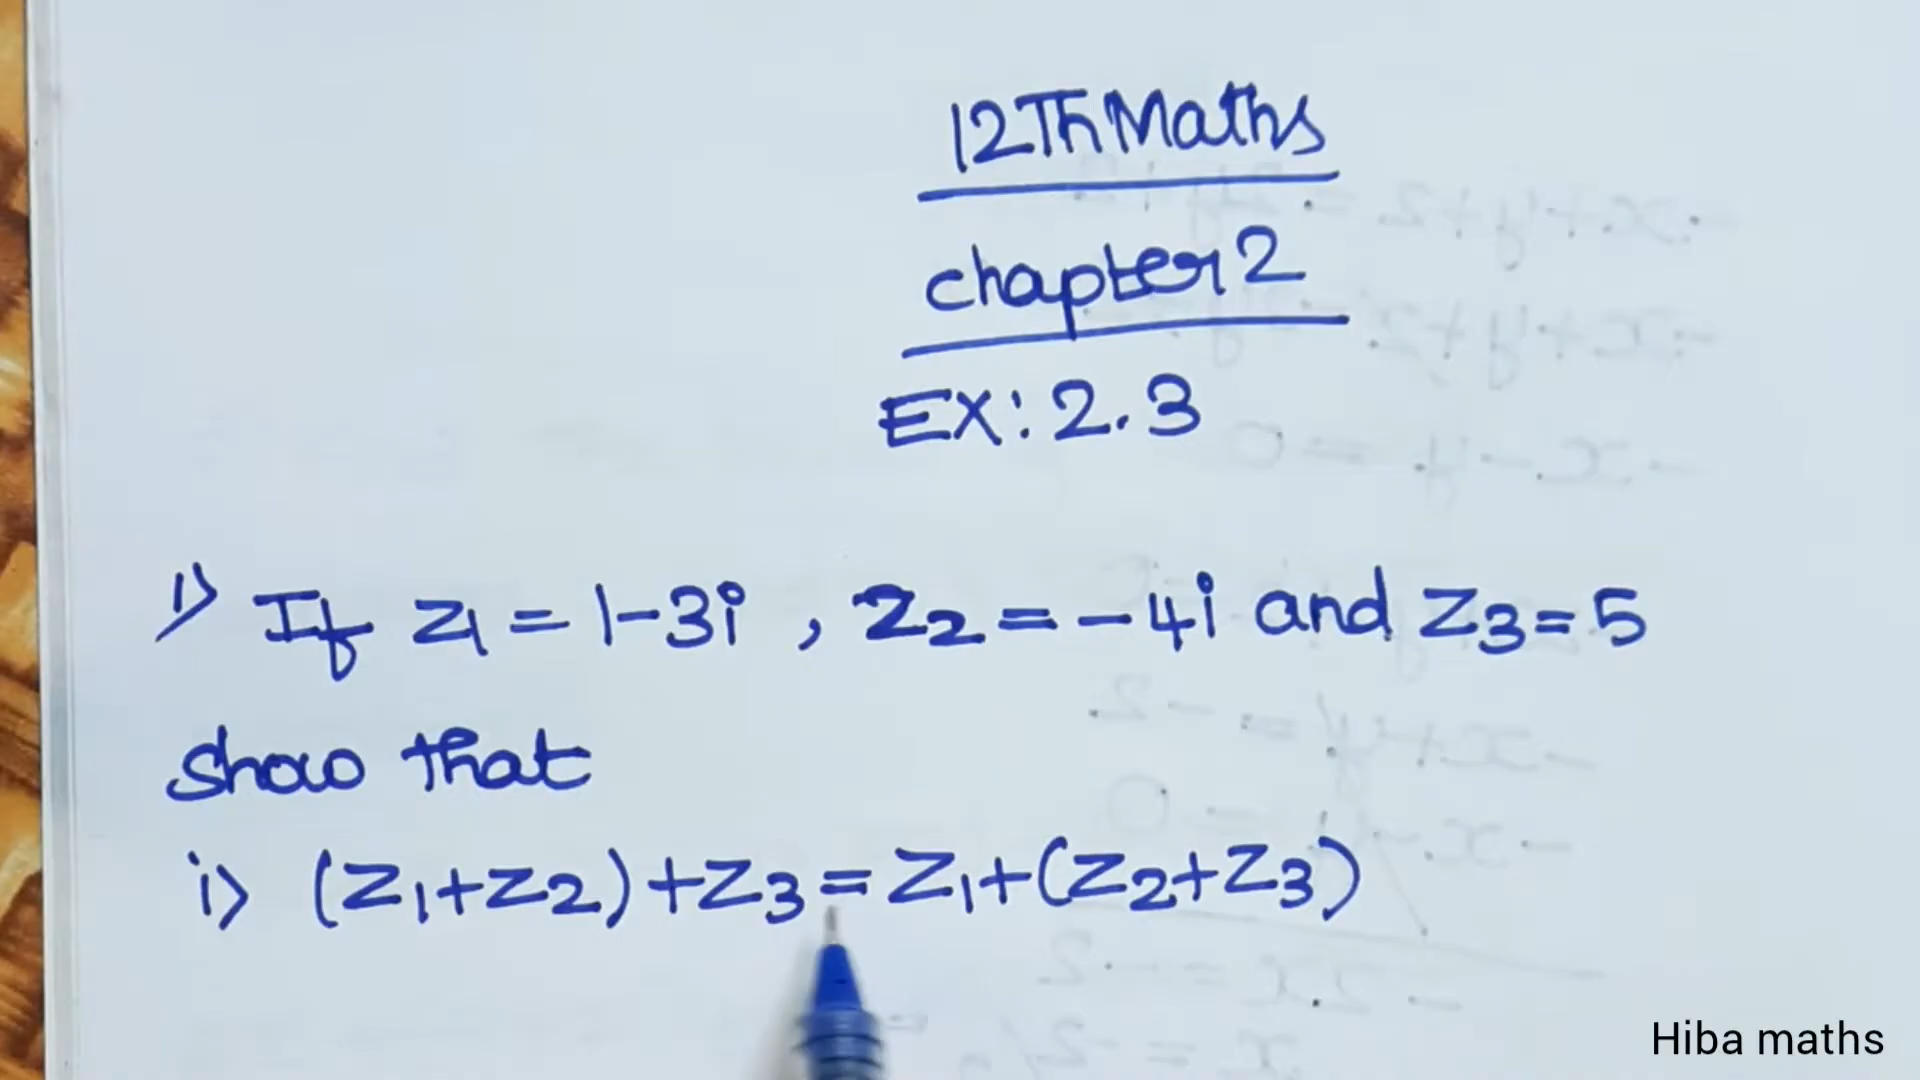 12Th Maths
chapter 2
EX: 2.3
1) If z1 = 1-3i , z2 = -4i and z3 = 5
show that
i) (z1+z2)+z3 = z1+(z2+z3)
Hiba maths